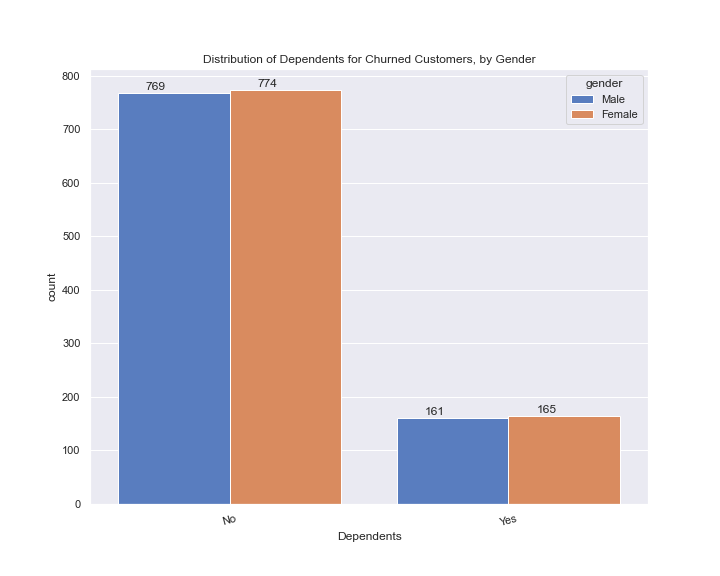 Distribution of Dependents for Churned Customers, by Gender
800
700
600
500
400
300
200
100
0
count
769
774
161
165
gender
Male
Female
No
Yes
Dependents